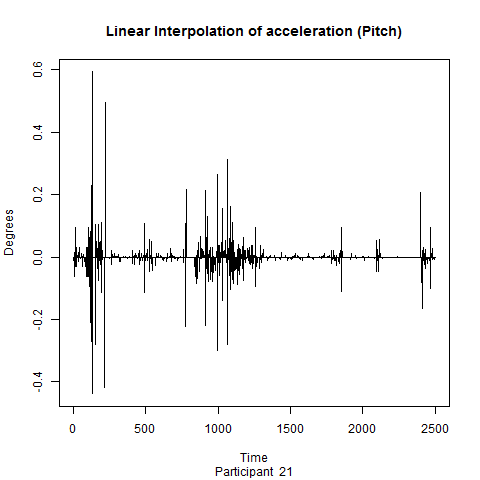 Linear Interpolation of acceleration (Pitch)
Degrees
0.6
0.4
0.2
0.0
-0.2
-0.4
0 500 1000 1500 2000 2500
Time
Participant 21